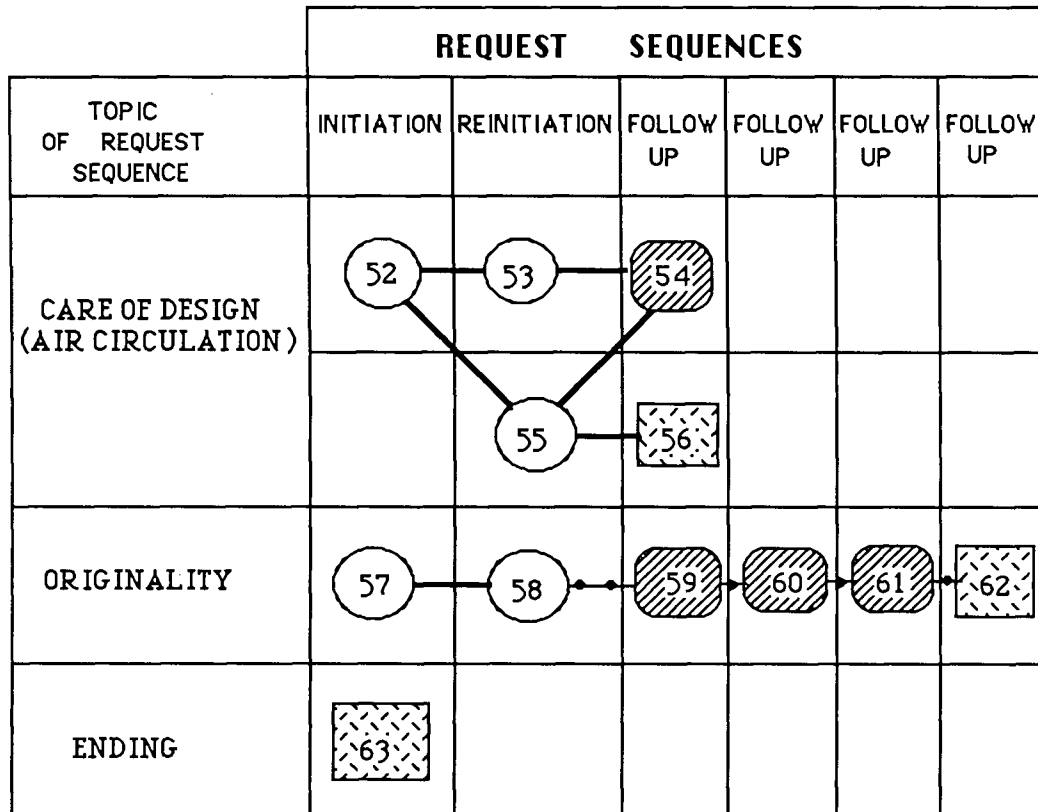 REQUEST SEQUENCES
TOPIC
OF REQUEST
SEQUENCE
INITIATION
REINITIATION
FOLLOW
UP
FOLLOW
UP
FOLLOW
UP
FOLLOW
UP
CARE OF DESIGN
(AIR CIRCULATION)
52
53
54
55
56
ORIGINALITY
57
58
59
60
61
62
ENDING
63